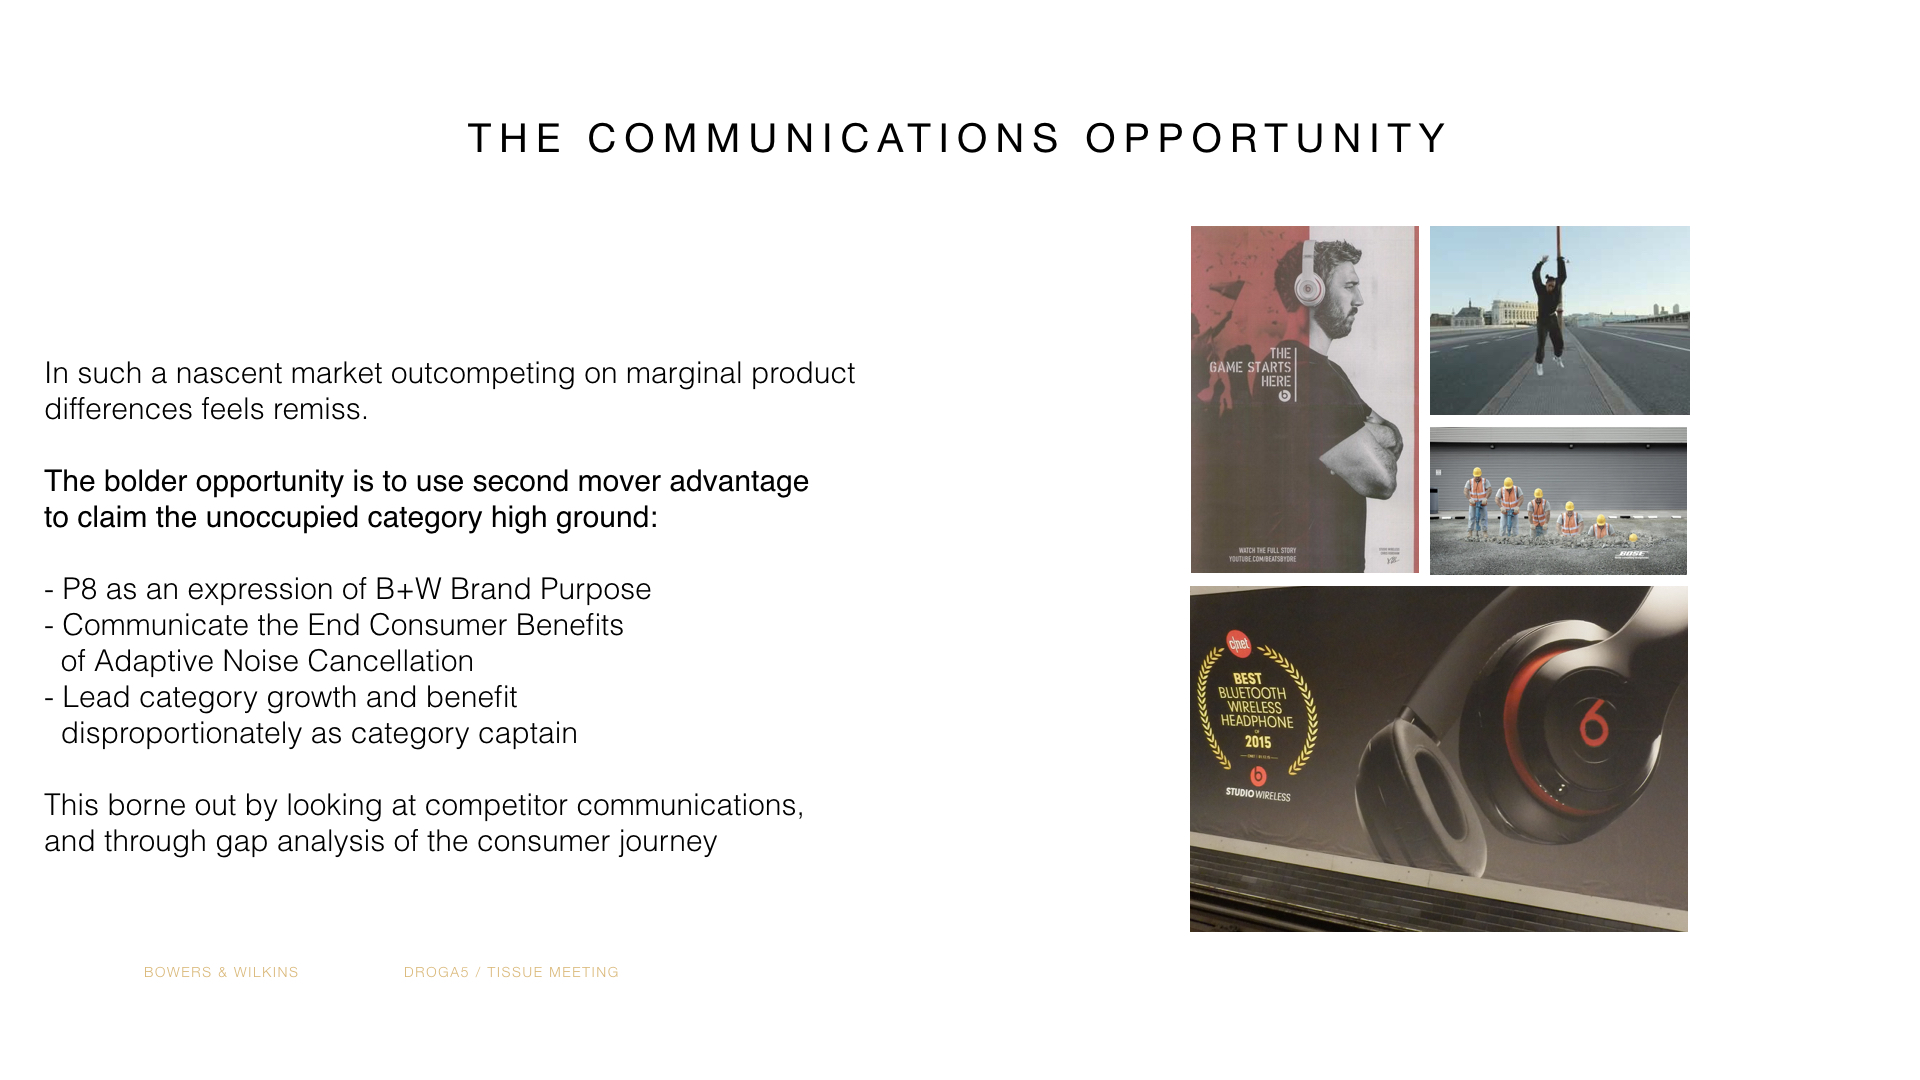 THE COMMUNICATIONS OPPORTUNITY
In such a nascent market outcompeting on marginal product
differences feels remiss.
The bolder opportunity is to use second mover advantage
to claim the unoccupied category high ground:
- P8 as an expression of B+W Brand Purpose
- Communicate the End Consumer Benefits
of Adaptive Noise Cancellation
- Lead category growth and benefit
disproportionately as category captain
This borne out by looking at competitor communications,
and through gap analysis of the consumer journey
THE
GAME STARTS
HERE
WATCH THE FULL STORY
YOUTUBE.COM/BEATSBYDRE
BOSE
c|net
BEST
BLUETOOTH
WIRELESS
HEADPHONE
OF
2015
STUDIO WIRELESS
BOWERS & WILKINS
DROGA5 / TISSUE MEETING